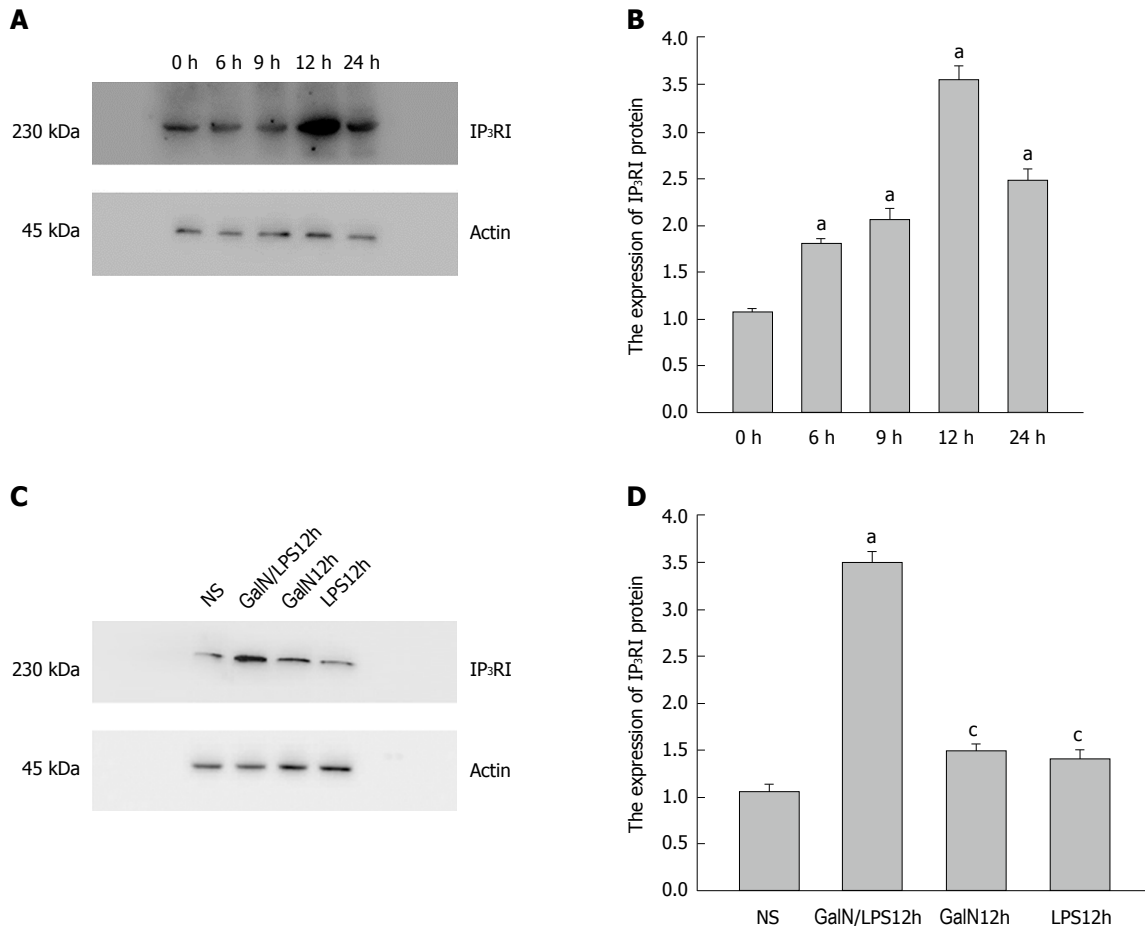 A
0 h 6 h 9 h 12 h 24 h
230 kDa
IP₃RI
45 kDa
Actin
B
The expression of IP₃RI protein
4.0
3.5
3.0
2.5
2.0
1.5
1.0
0.5
0.0
a
a
a
a
0 h 6 h 9 h 12 h 24 h
C
NS GalN/LPS12h GalN12h LPS12h
230 kDa
IP₃RI
45 kDa
Actin
D
The expression of IP₃RI protein
4.0
3.5
3.0
2.5
2.0
1.5
1.0
0.5
0.0
a
c
c
NS GalN/LPS12h GalN12h LPS12h